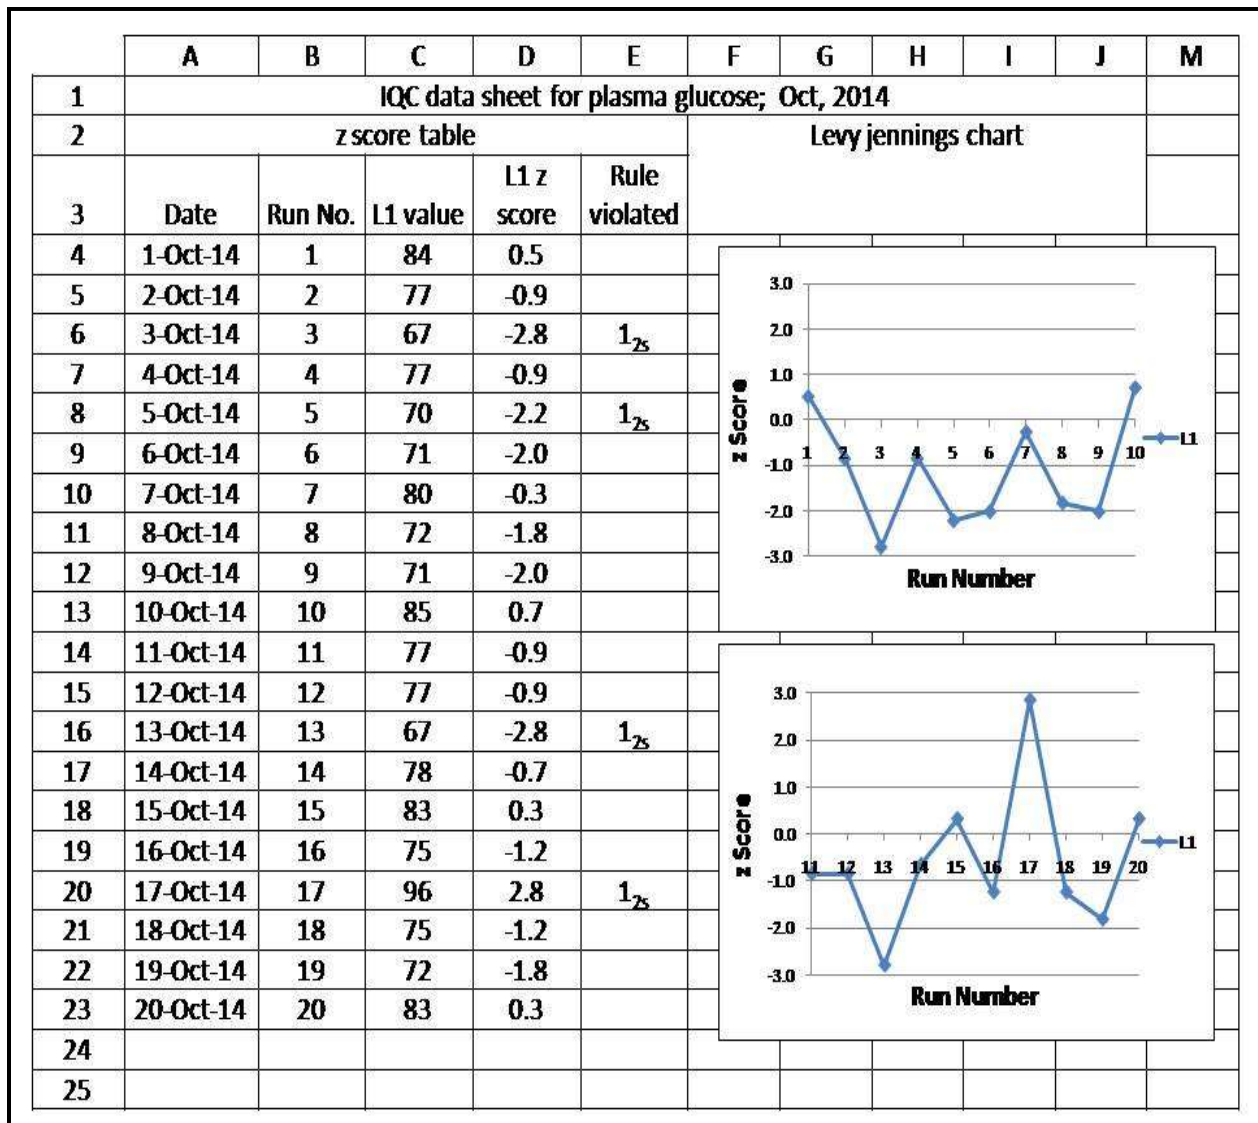 A B C D E F G H I J M
1 IQC data sheet for plasma glucose; Oct, 2014
2 z score table Levy jennings chart
L1 z Rule
3 Date Run No. L1 value score violated
4 1-Oct-14 1 84 0.5
5 2-Oct-14 2 77 -0.9
6 3-Oct-14 3 67 -2.8 12s
7 4-Oct-14 4 77 -0.9
8 5-Oct-14 5 70 -2.2 12s
9 6-Oct-14 6 71 -2.0
10 7-Oct-14 7 80 -0.3
11 8-Oct-14 8 72 -1.8
12 9-Oct-14 9 71 -2.0
13 10-Oct-14 10 85 0.7
14 11-Oct-14 11 77 -0.9
15 12-Oct-14 12 77 -0.9
16 13-Oct-14 13 67 -2.8 12s
17 14-Oct-14 14 78 -0.7
18 15-Oct-14 15 83 0.3
19 16-Oct-14 16 75 -1.2
20 17-Oct-14 17 96 2.8 12s
21 18-Oct-14 18 75 -1.2
22 19-Oct-14 19 72 -1.8
23 20-Oct-14 20 83 0.3
24
25
3.0
2.0
1.0
0.0
-1.0
-2.0
-3.0
z Score
1 2 3 4 5 6 7 8 9 10
L1
Run Number
3.0
2.0
1.0
0.0
-1.0
-2.0
-3.0
z Score
11 12 13 14 15 16 17 18 19 20
L1
Run Number